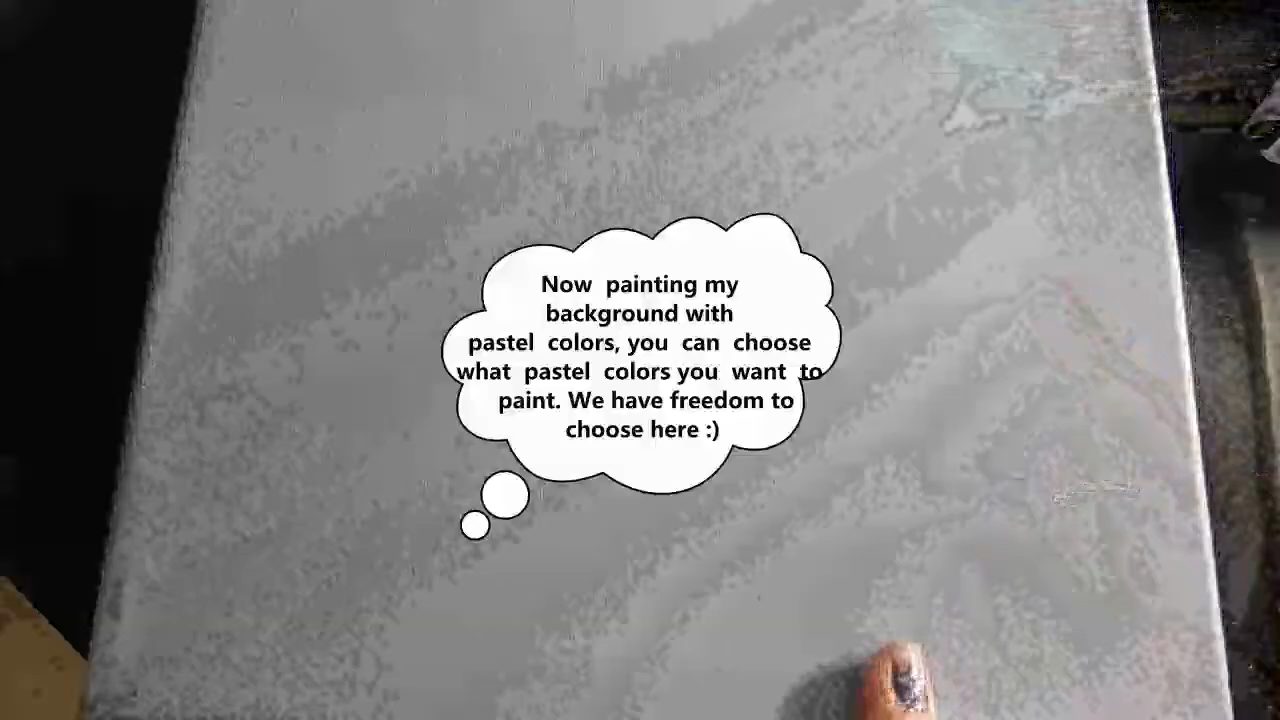 Now painting my
background with
pastel colors, you can choose
what pastel colors you want to
paint. We have freedom to
choose here :)